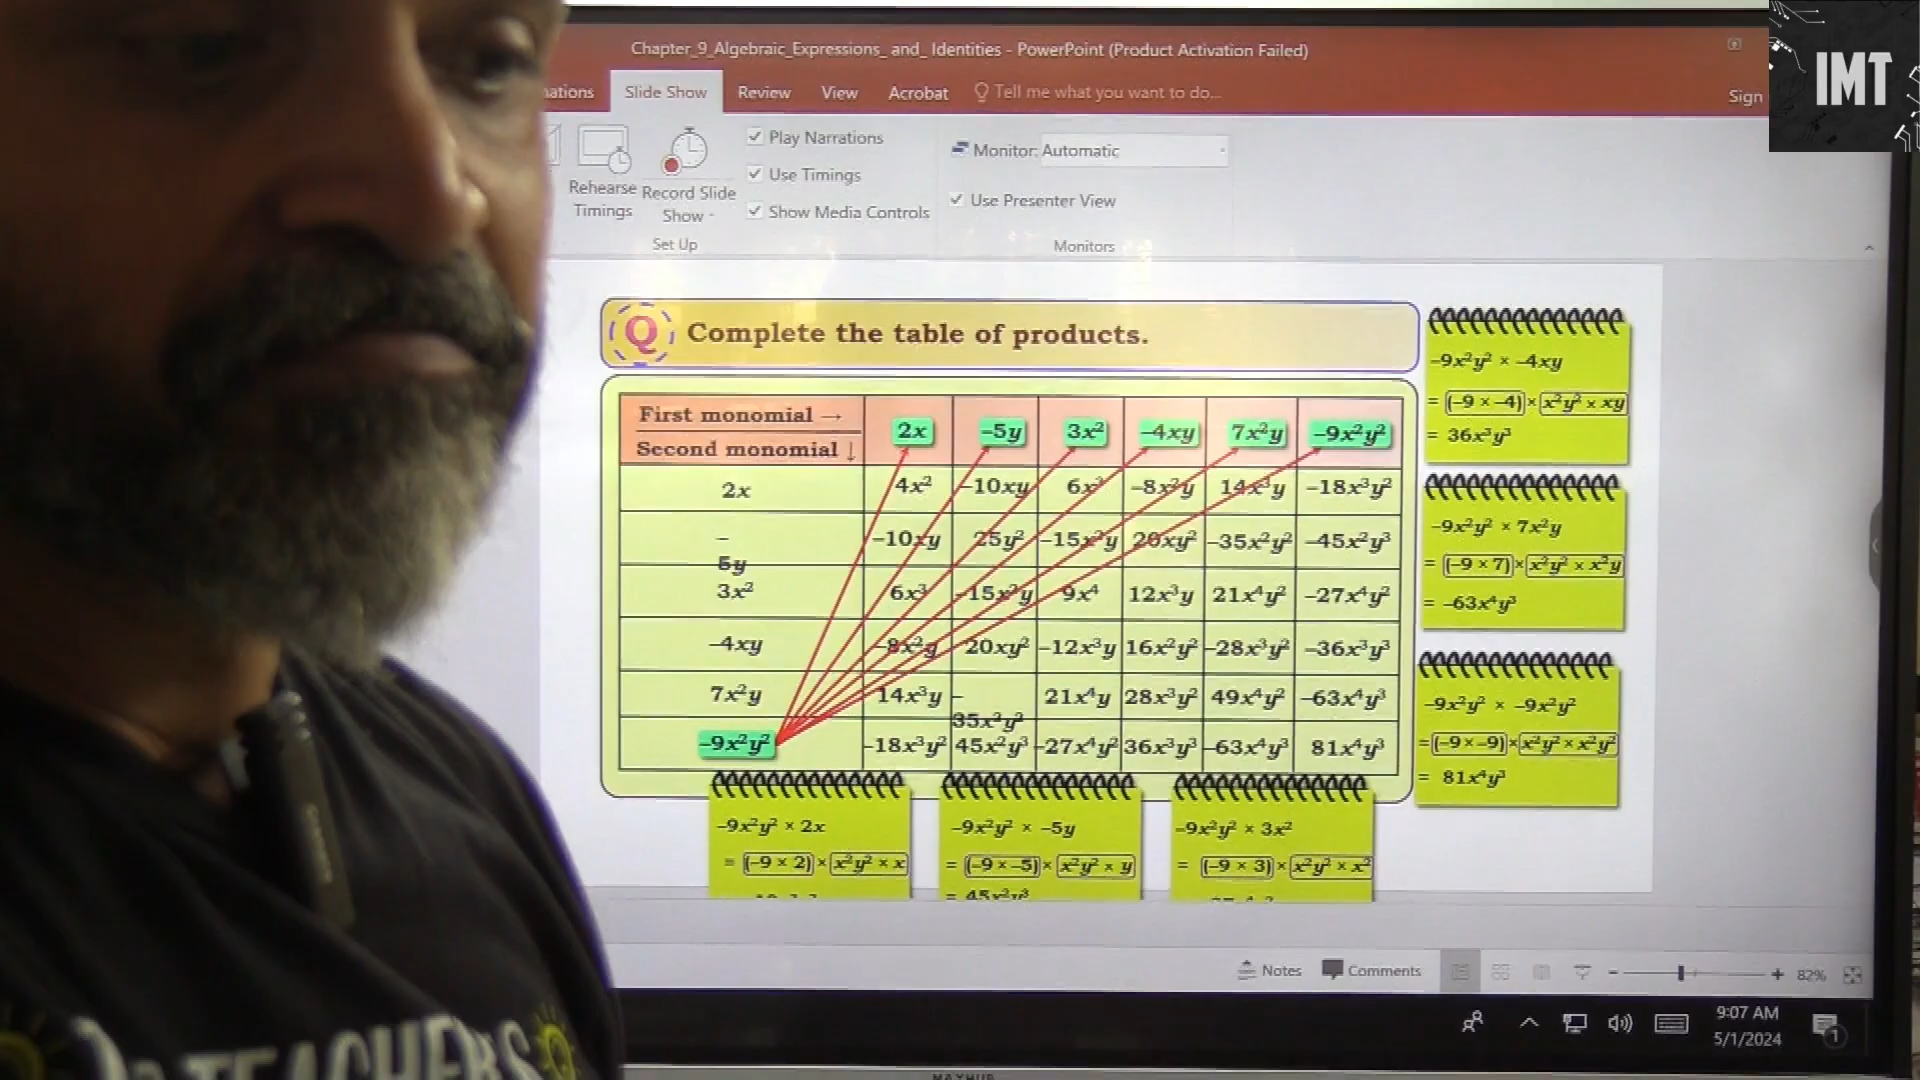 Chapter_9_Algebraic_Expressions_ and_ Identities - PowerPoint (Product Activation Failed)
IMT
Slide Show Review View Acrobat Tell me what you want to do...
Sign
Rehearse Timings
Record Slide Show
Play Narrations
Use Timings
Show Media Controls
Set Up
Monitor: Automatic
Use Presenter View
Monitors
Q Complete the table of products.
First monomial → 2x –5y 3x² –4xy 7x²y –9x²y²
Second monomial ↓
2x 4x² –10xy 6x³ –8x²y 14x³y –18x³y²
–
5y –10xy 25y² –15x²y 20xy² –35x²y² –45x²y³
3x² 6x³ –15x²y 9x⁴ 12x³y 21x⁴y² –27x⁴y²
–4xy –8x²y 20xy² –12x³y 16x²y² –28x³y² –36x³y³
7x²y 14x³y –
35x³y² 21x⁴y 28x³y² 49x⁴y² –63x⁴y³
–9x²y² –18x³y² 45x²y³ –27x⁴y² 36x³y³ –63x⁴y³ 81x⁴y³
–9x²y² × –4xy
= (–9 × –4) × x²y² × xy
= 36x³y³
–9x²y² × 7x²y
= (–9 × 7) × x²y² × x²y
= –63x⁴y³
–9x²y² × –9x²y²
= (–9 × –9) × x²y² × x²y²
= 81x⁴y³
–9x²y² × 2x
= (–9 × 2) × x²y² × x
–9x²y² × –5y
= (–9 × –5) × x²y² × y
= 45x²y³
–9x²y² × 3x²
= (–9 × 3) × x²y² × x²
Notes Comments 82%
9:07 AM
5/1/2024
1
TEACHERS